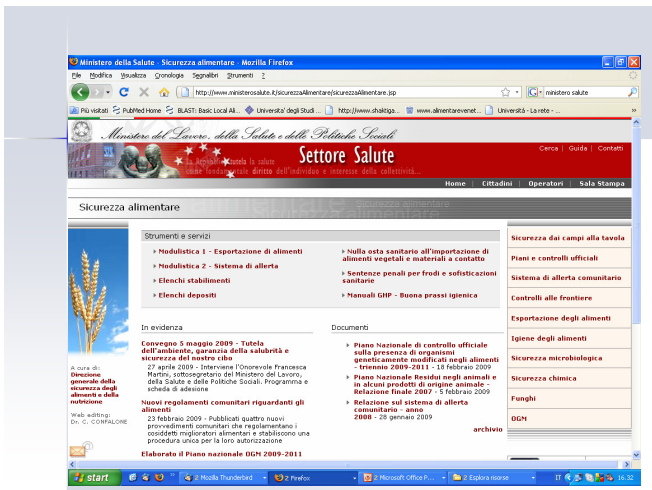 Ministero della Salute - Sicurezza alimentare - Mozilla Firefox
File Modifica Visualizza Cronologia Segnalibri Strumenti ?
http://www.ministerosalute.it/sicurezzaAlimentare/sicurezzaAlimentare.jsp
G ministero salute
Più visitati PubMed Home BLAST: Basic Local Ali... Universita' degli Studi ... http://www.shaktiga... www.alimentarevenet... Università - La rete - ... »
Ministero del Lavoro, della Salute e delle Politiche Sociali
Cerca | Guida | Contatti
Settore Salute
La Repubblica tutela la salute
come fondamentale diritto dell'individuo e interesse della collettività...
Home | Cittadini | Operatori | Sala Stampa
Sicurezza alimentare
Strumenti e servizi
Modulistica 1 - Esportazione di alimenti
Modulistica 2 - Sistema di allerta
Elenchi stabilimenti
Elenchi depositi
Nulla osta sanitario all'importazione di
alimenti vegetali e materiali a contatto
Sentenze penali per frodi e sofisticazioni
sanitarie
Manuali GHP - Buona prassi igienica
In evidenza
Convegno 5 maggio 2009 - Tutela
dell'ambiente, garanzia della salubrità e
sicurezza del nostro cibo
27 aprile 2009 - Interviene l'Onorevole Francesca
Martini, sottosegretario del Ministero del Lavoro,
della Salute e delle Politiche Sociali. Programma e
scheda di adesione
Nuovi regolamenti comunitari riguardanti gli
alimenti
23 febbraio 2009 - Pubblicati quattro nuovi
provvedimenti comunitari che regolamentano i
cosiddetti miglioratori alimentari e stabiliscono una
procedura unica per la loro autorizzazione
Elaborato il Piano nazionale OGM 2009-2011
Documenti
Piano Nazionale di controllo ufficiale
sulla presenza di organismi
geneticamente modificati negli alimenti
- triennio 2009-2011 - 18 febbraio 2009
Piano Nazionale Residui negli animali e
in alcuni prodotti di origine animale -
Relazione finale 2007 - 5 febbraio 2009
Relazione sul sistema di allerta
comunitario - anno
2008 - 28 gennaio 2009
archivio
Sicurezza dai campi alla tavola
Piani e controlli ufficiali
Sistema di allerta comunitario
Controlli alle frontiere
Esportazione degli alimenti
Igiene degli alimenti
Sicurezza microbiologica
Sicurezza chimica
Funghi
OGM
A cura di:
Direzione
generale della
sicurezza degli
alimenti e della
nutrizione
Web editing:
Dr. C. CONFALONE
start
2 Mozilla Thunderbird
2 Firefox
2 Microsoft Office P...
2 Esplora risorse
IT
16.32